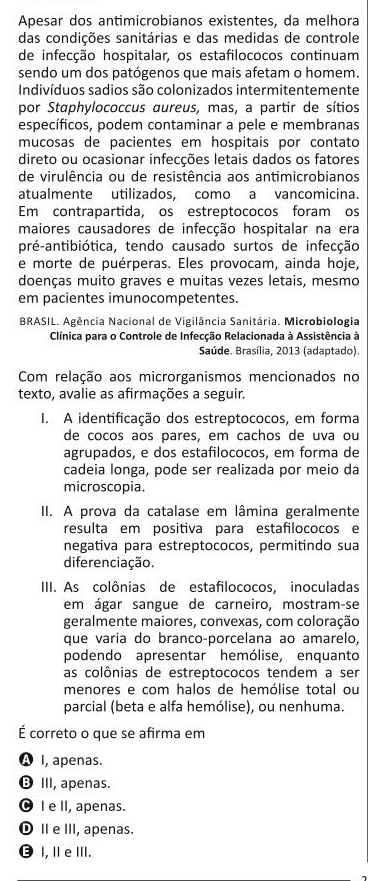 Apesar dos antimicrobianos existentes, da melhora
das condições sanitárias e das medidas de controle
de infecção hospitalar, os estafilococos continuam
sendo um dos patógenos que mais afetam o homem.
Indivíduos sadios são colonizados intermitentemente
por Staphylococcus aureus, mas, a partir de sítios
específicos, podem contaminar a pele e membranas
mucosas de pacientes em hospitais por contato
direto ou ocasionar infecções letais dados os fatores
de virulência ou de resistência aos antimicrobianos
atualmente utilizados, como a vancomicina.
Em contrapartida, os estreptococos foram os
maiores causadores de infecção hospitalar na era
pré-antibiótica, tendo causado surtos de infecção
e morte de puérperas. Eles provocam, ainda hoje,
doenças muito graves e muitas vezes letais, mesmo
em pacientes imunocompetentes.
BRASIL. Agência Nacional de Vigilância Sanitária. Microbiologia
Clínica para o Controle de Infecção Relacionada à Assistência à
Saúde. Brasília, 2013 (adaptado).
Com relação aos microrganismos mencionados no
texto, avalie as afirmações a seguir.
I. A identificação dos estreptococos, em forma
de cocos aos pares, em cachos de uva ou
agrupados, e dos estafilococos, em forma de
cadeia longa, pode ser realizada por meio da
microscopia.
II. A prova da catalase em lâmina geralmente
resulta em positiva para estafilococos e
negativa para estreptococos, permitindo sua
diferenciação.
III. As colônias de estafilococos, inoculadas
em ágar sangue de carneiro, mostram-se
geralmente maiores, convexas, com coloração
que varia do branco-porcelana ao amarelo,
podendo apresentar hemólise, enquanto
as colônias de estreptococos tendem a ser
menores e com halos de hemólise total ou
parcial (beta e alfa hemólise), ou nenhuma.
É correto o que se afirma em
A I, apenas.
B III, apenas.
C I e II, apenas.
D II e III, apenas.
E I, II e III.